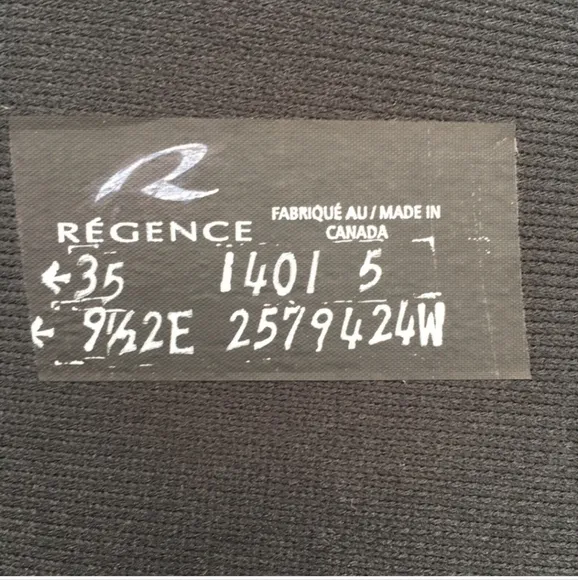 R
RÉGENCE
FABRIQUÉ AU / MADE IN
CANADA
←35 1401 5
← 9½2E 2579424W